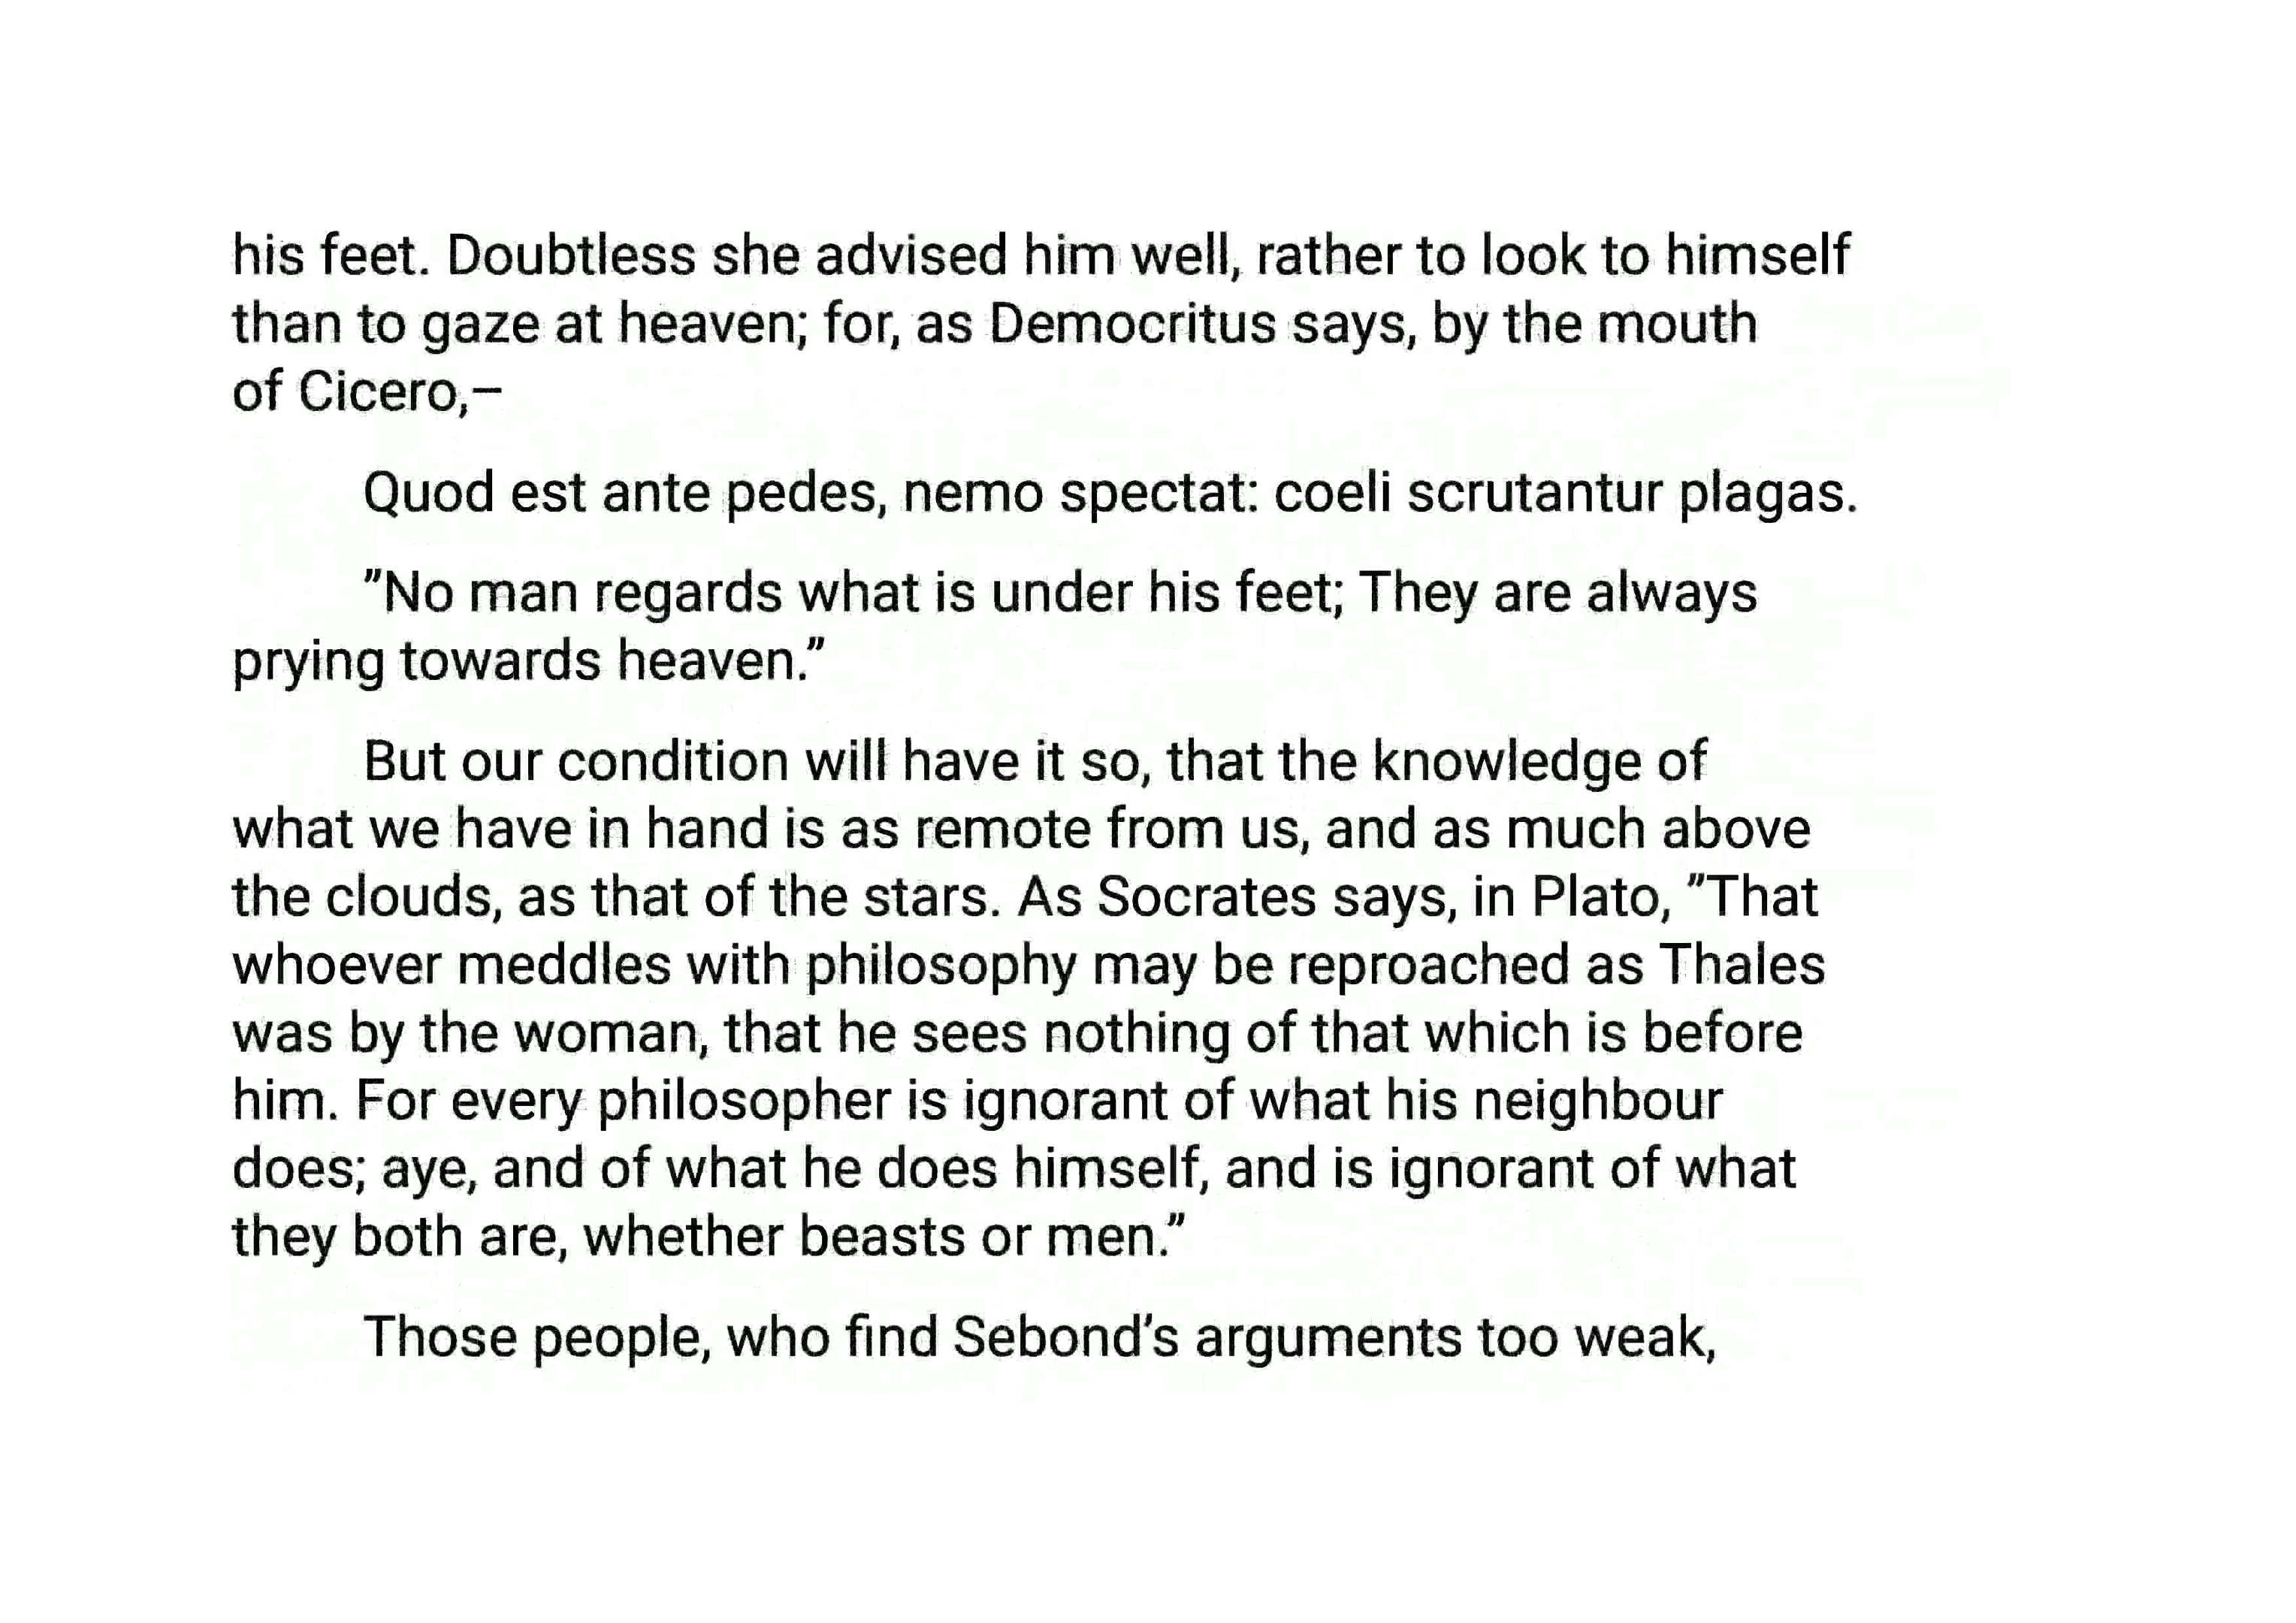 his feet. Doubtless she advised him well, rather to look to himself
than to gaze at heaven; for, as Democritus says, by the mouth
of Cicero,–
Quod est ante pedes, nemo spectat: coeli scrutantur plagas.
”No man regards what is under his feet; They are always
prying towards heaven.”
But our condition will have it so, that the knowledge of
what we have in hand is as remote from us, and as much above
the clouds, as that of the stars. As Socrates says, in Plato, ”That
whoever meddles with philosophy may be reproached as Thales
was by the woman, that he sees nothing of that which is before
him. For every philosopher is ignorant of what his neighbour
does; aye, and of what he does himself, and is ignorant of what
they both are, whether beasts or men.”
Those people, who find Sebond’s arguments too weak,